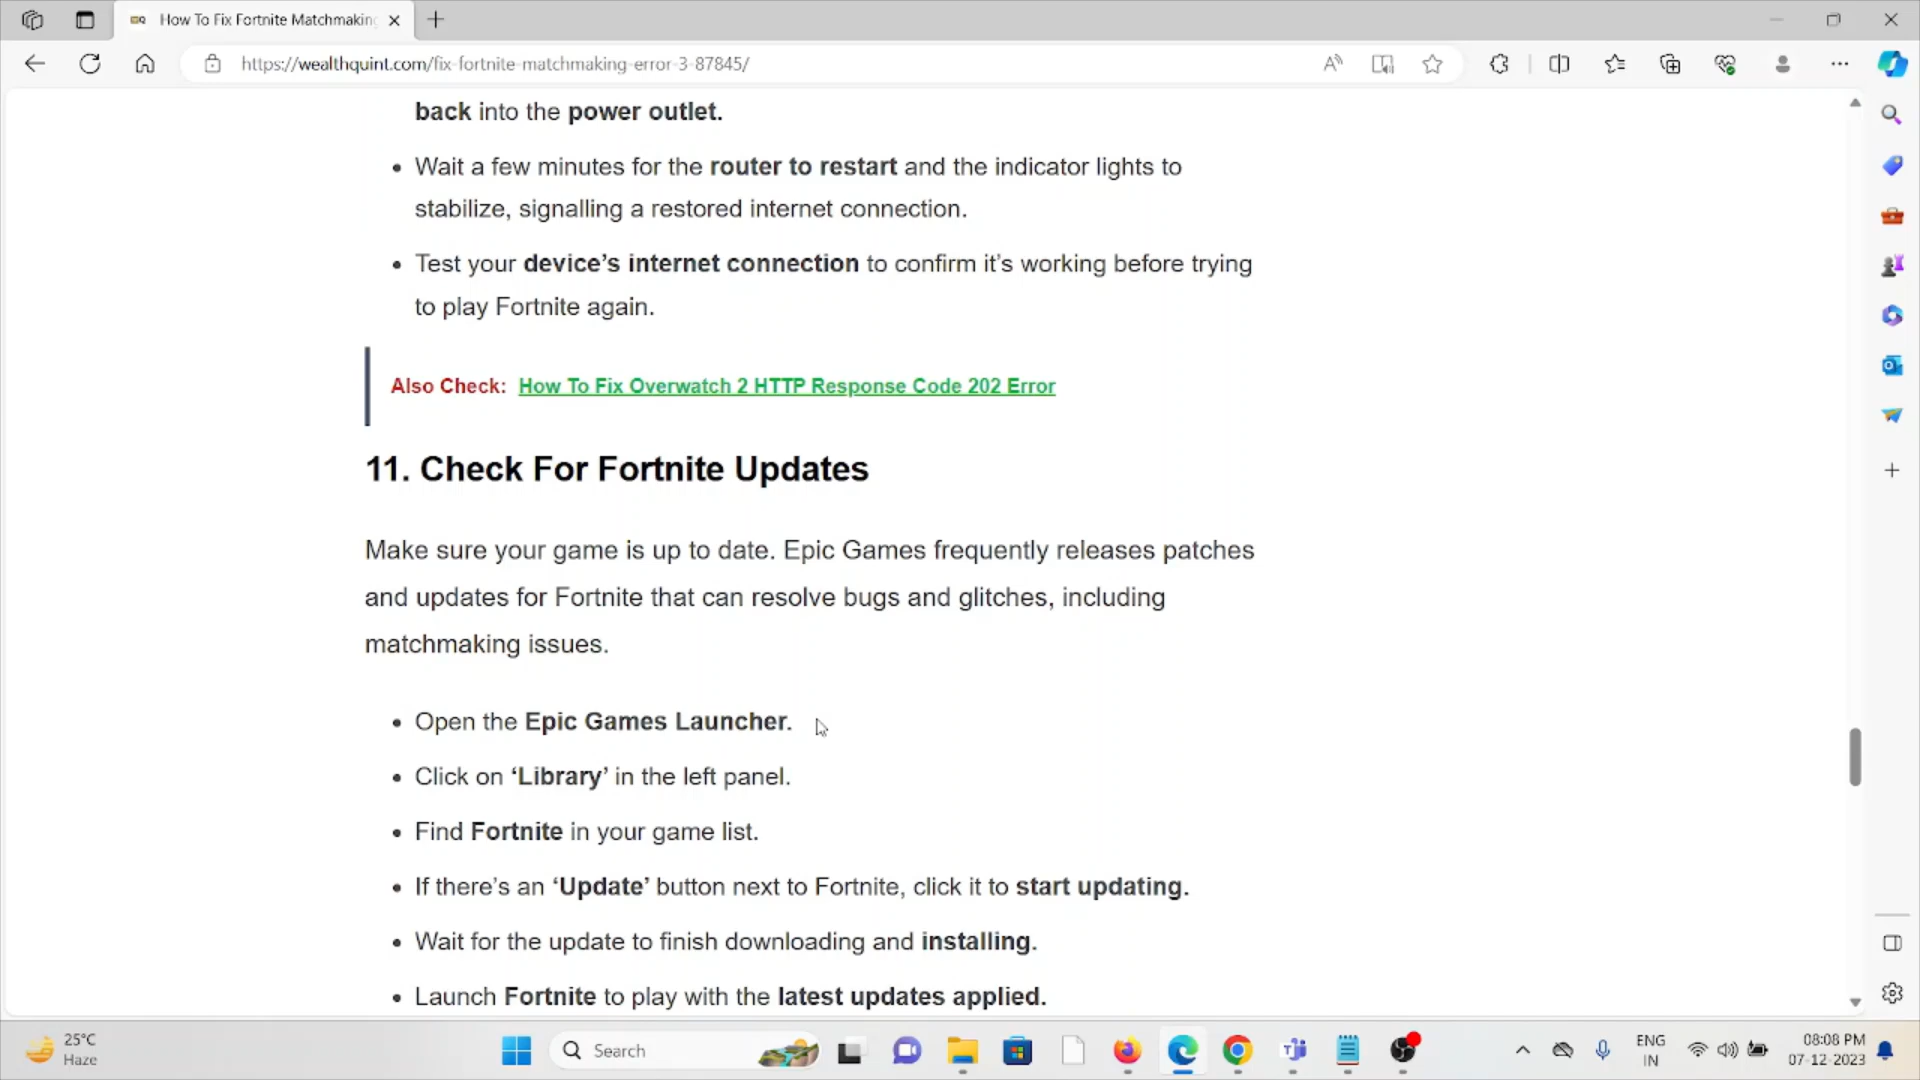 How To Fix Fortnite Matchmaking
https://wealthquint.com/fix-fortnite-matchmaking-error-3-87845/
back into the power outlet.
Wait a few minutes for the router to restart and the indicator lights to
stabilize, signalling a restored internet connection.
Test your device’s internet connection to confirm it’s working before trying
to play Fortnite again.
Also Check: How To Fix Overwatch 2 HTTP Response Code 202 Error
11. Check For Fortnite Updates
Make sure your game is up to date. Epic Games frequently releases patches
and updates for Fortnite that can resolve bugs and glitches, including
matchmaking issues.
Open the Epic Games Launcher.
Click on ‘Library’ in the left panel.
Find Fortnite in your game list.
If there’s an ‘Update’ button next to Fortnite, click it to start updating.
Wait for the update to finish downloading and installing.
Launch Fortnite to play with the latest updates applied.
25°C
Haze
Search
ENG
IN
08:08 PM
07-12-2023